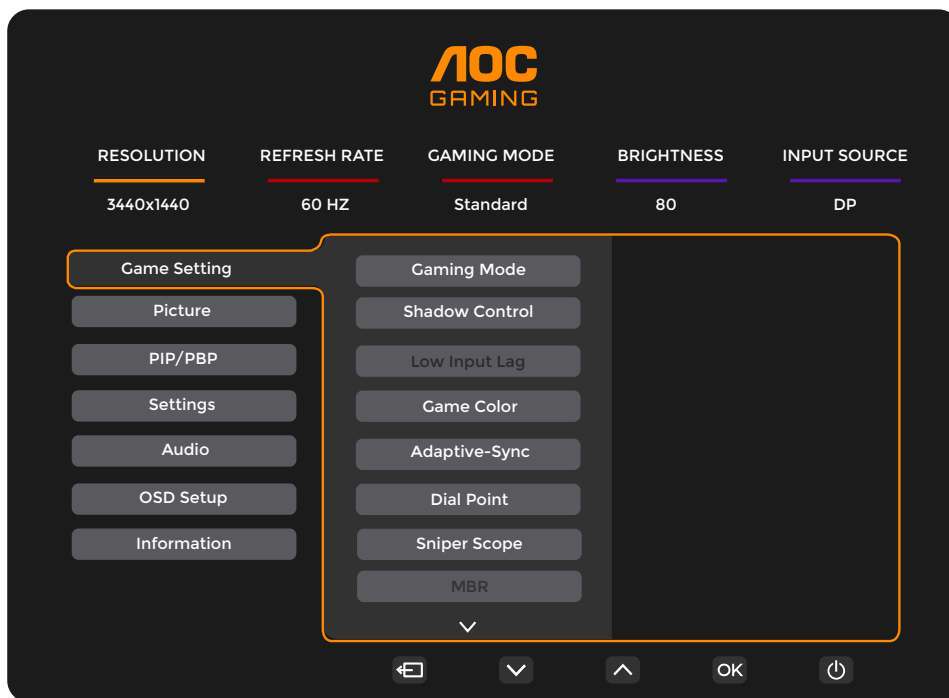 AOC
GAMING
RESOLUTION REFRESH RATE GAMING MODE BRIGHTNESS INPUT SOURCE
3440x1440 60 HZ Standard 80 DP
Game Setting
Picture
PIP/PBP
Settings
Audio
OSD Setup
Information
Gaming Mode
Shadow Control
Low Input Lag
Game Color
Adaptive-Sync
Dial Point
Sniper Scope
MBR
OK